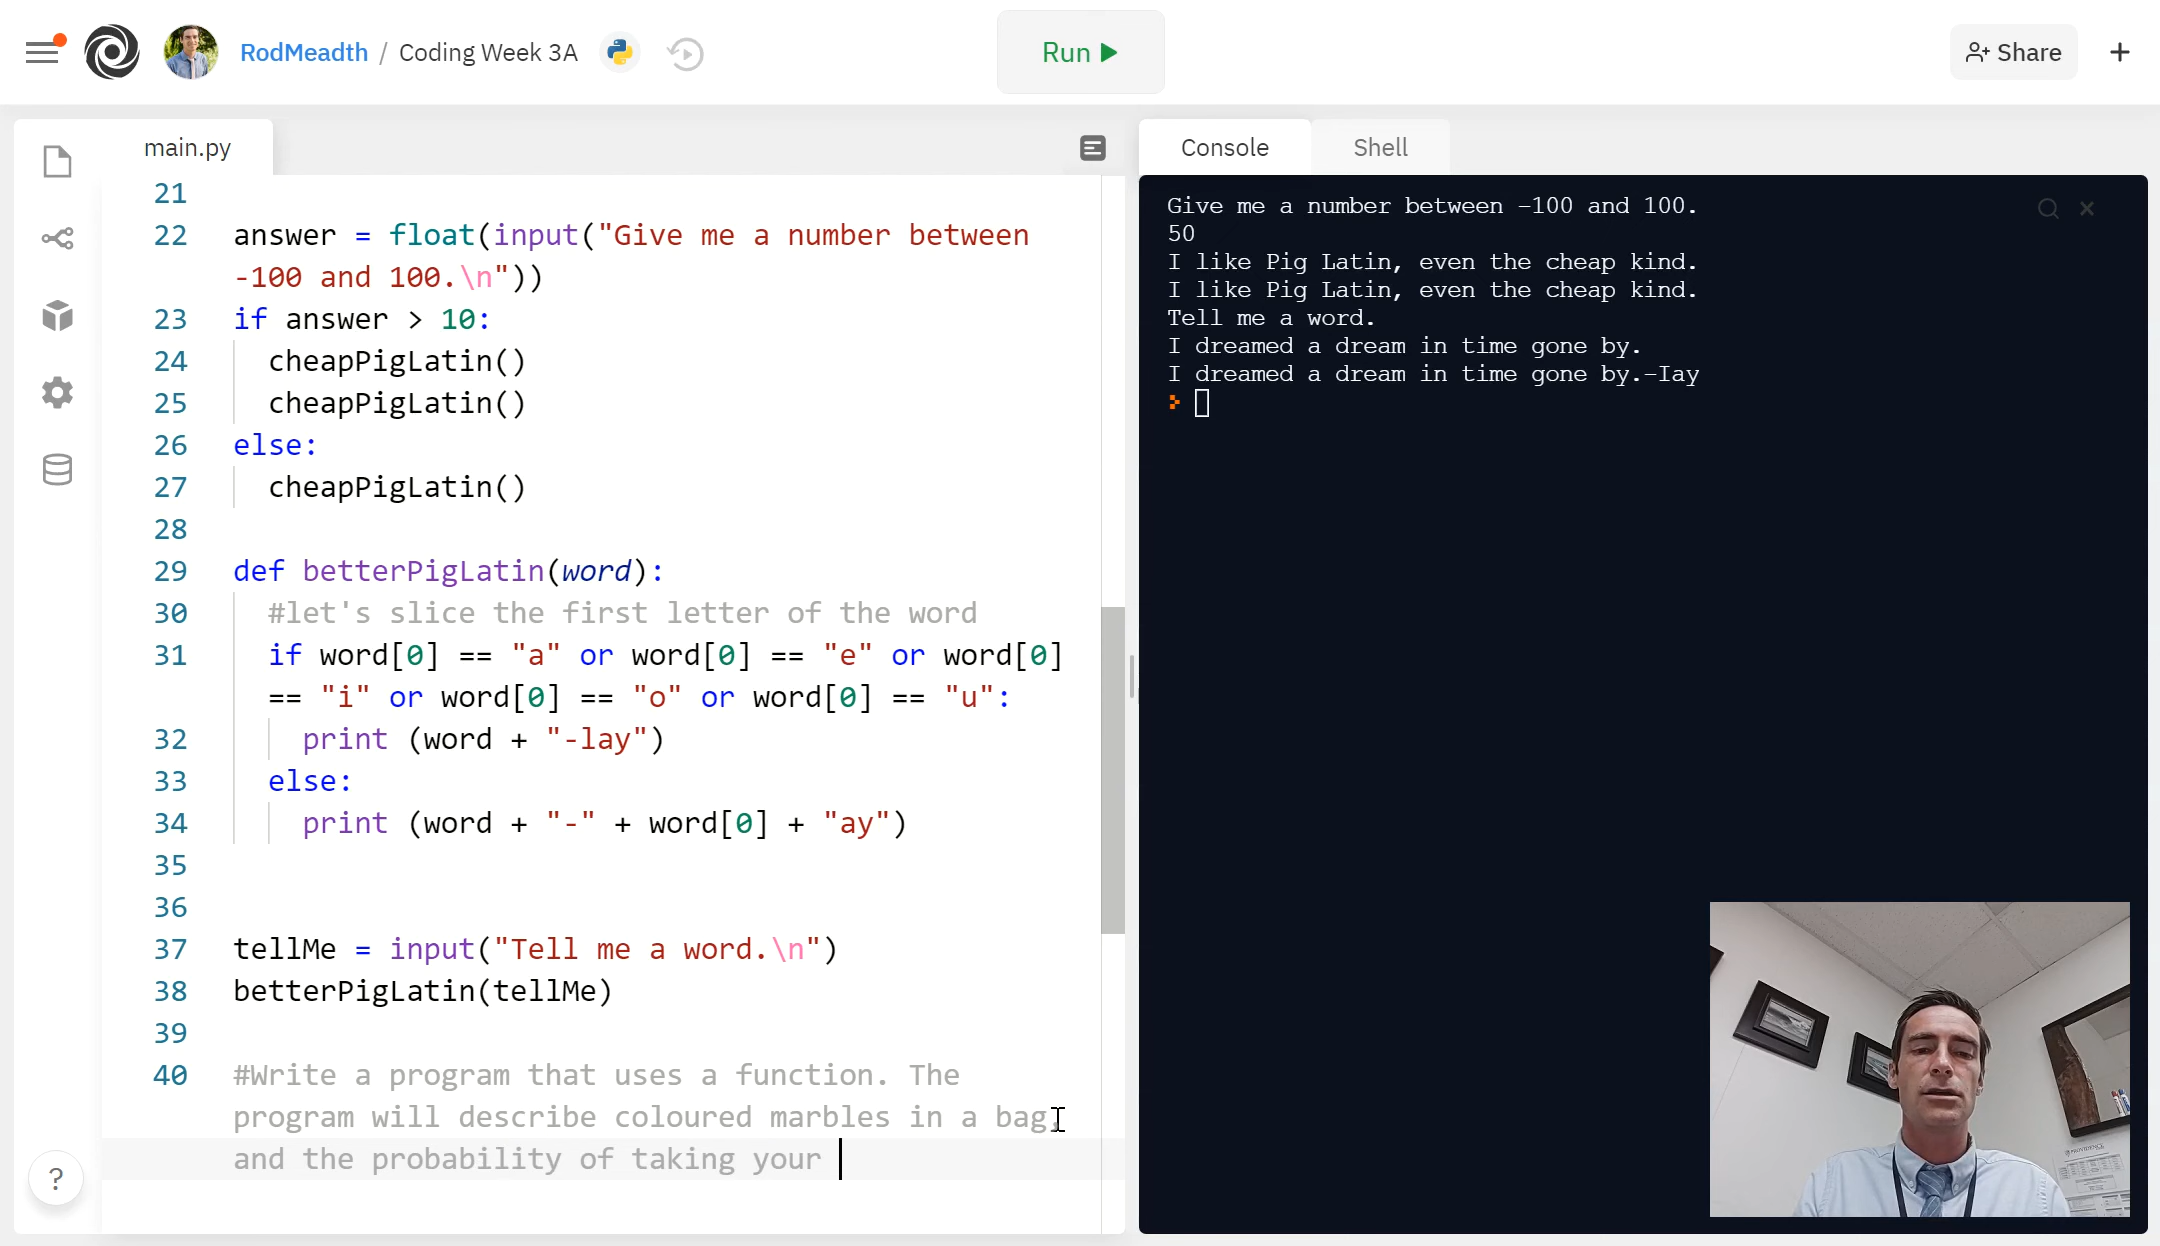 RodMeadth / Coding Week 3A
Run
Share
main.py
Console
Shell
21
22 answer = float(input("Give me a number between
-100 and 100.\n"))
23 if answer > 10:
24 cheapPigLatin()
25 cheapPigLatin()
26 else:
27 cheapPigLatin()
28
29 def betterPigLatin(word):
30 #let's slice the first letter of the word
31 if word[0] == "a" or word[0] == "e" or word[0]
== "i" or word[0] == "o" or word[0] == "u":
32 print (word + "-lay")
33 else:
34 print (word + "-" + word[0] + "ay")
35
36
37 tellMe = input("Tell me a word.\n")
38 betterPigLatin(tellMe)
39
40 #Write a program that uses a function. The
program will describe coloured marbles in a bag,
and the probability of taking your
?
Give me a number between -100 and 100.
50
I like Pig Latin, even the cheap kind.
I like Pig Latin, even the cheap kind.
Tell me a word.
I dreamed a dream in time gone by.
I dreamed a dream in time gone by.-Iay